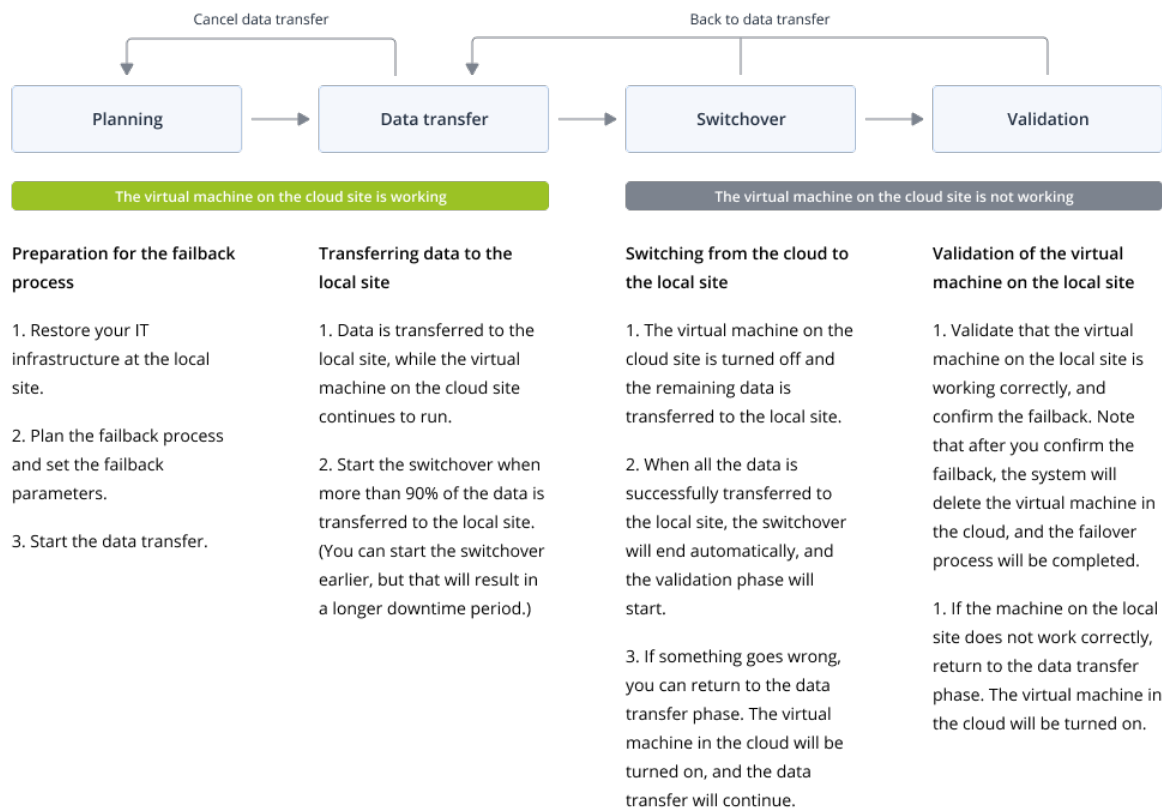 Cancel data transfer
Back to data transfer
Planning
Data transfer
Switchover
Validation
The virtual machine on the cloud site is working
The virtual machine on the cloud site is not working
Preparation for the failback
process
1. Restore your IT
infrastructure at the local
site.
2. Plan the failback process
and set the failback
parameters.
3. Start the data transfer.
Transferring data to the
local site
1. Data is transferred to the
local site, while the virtual
machine on the cloud site
continues to run.
2. Start the switchover when
more than 90% of the data is
transferred to the local site.
(You can start the switchover
earlier, but that will result in
a longer downtime period.)
Switching from the cloud to
the local site
1. The virtual machine on the
cloud site is turned off and
the remaining data is
transferred to the local site.
2. When all the data is
successfully transferred to
the local site, the switchover
will end automatically, and
the validation phase will
start.
3. If something goes wrong,
you can return to the data
transfer phase. The virtual
machine in the cloud will be
turned on, and the data
transfer will continue.
Validation of the virtual
machine on the local site
1. Validate that the virtual
machine on the local site is
working correctly, and
confirm the failback. Note
that after you confirm the
failback, the system will
delete the virtual machine in
the cloud, and the failover
process will be completed.
1. If the machine on the local
site does not work correctly,
return to the data transfer
phase. The virtual machine in
the cloud will be turned on.